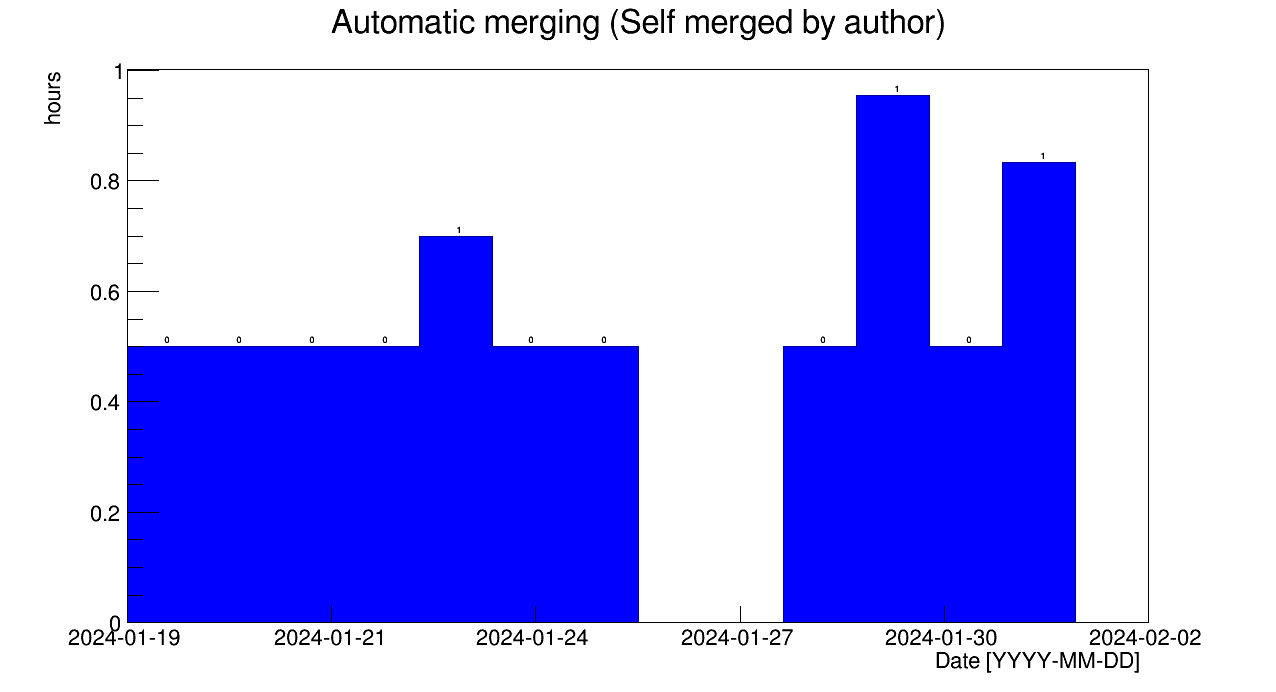 Automatic merging (Self merged by author)
hours
1
0.8
0.6
0.4
0.2
0
0 0 0 0 1 0 0 0 1 0 1
2024-01-19 2024-01-21 2024-01-24 2024-01-27 2024-01-30 2024-02-02
Date [YYYY-MM-DD]